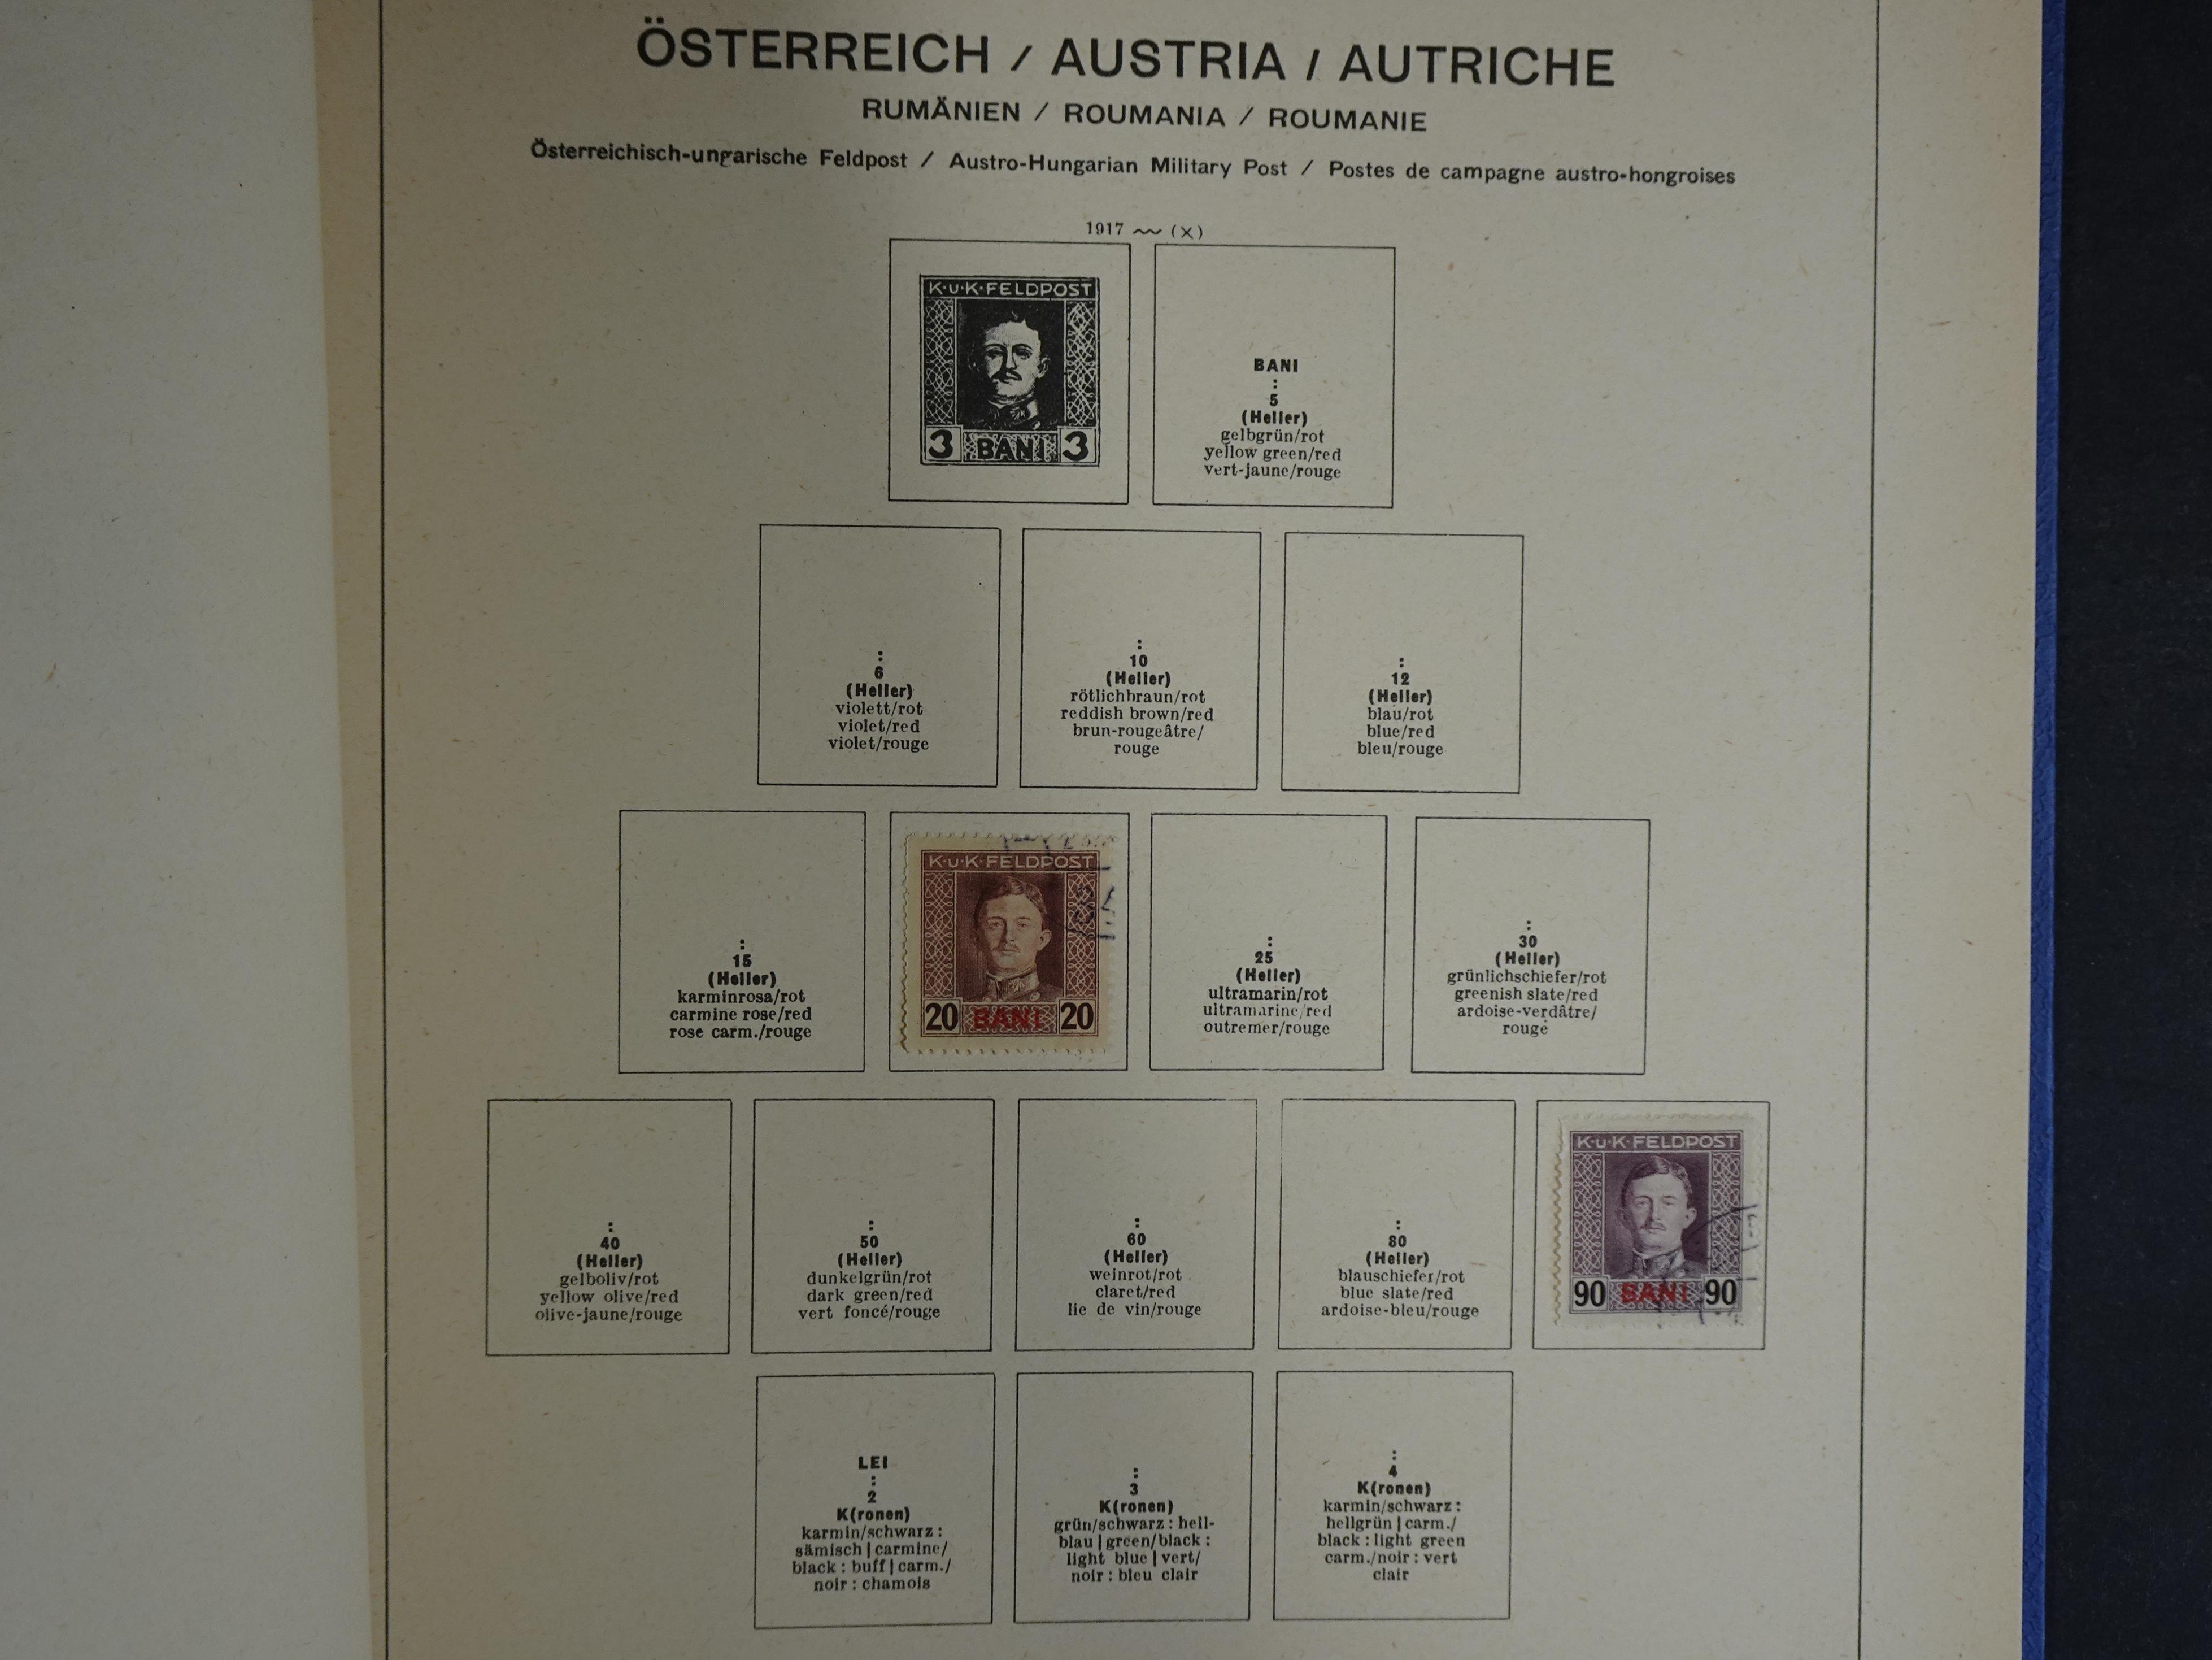 ÖSTERREICH / AUSTRIA / AUTRICHE
RUMÄNIEN / ROUMANIA / ROUMANIE
Österreichisch-ungarische Feldpost / Austro-Hungarian Military Post / Postes de campagne austro-hongroises
1917 (X)
K·u·K·FELDPOST
3 BANI 3
BANI
:
5
(Heller)
gelbgrün/rot
yellow green/red
vert-jaune/rouge
:
6
(Heller)
violett/rot
violet/red
violet/rouge
:
10
(Heller)
rötlichbraun/rot
reddish brown/red
brun-rougeâtre/
rouge
:
12
(Heller)
blau/rot
blue/red
bleu/rouge
:
15
(Heller)
karminrosa/rot
carmine rose/red
rose carm./rouge
K·u·K·FELDPOST
20 BANI 20
:
25
(Heller)
ultramarin/rot
ultramarine/red
outremer/rouge
:
30
(Heller)
grünlichschiefer/rot
greenish slate/red
ardoise-verdâtre/
rouge
:
40
(Heller)
gelboliv/rot
yellow olive/red
olive-jaune/rouge
:
50
(Heller)
dunkelgrün/rot
dark green/red
vert foncé/rouge
:
60
(Heller)
weinrot/rot
claret/red
lie de vin/rouge
:
80
(Heller)
blauschiefer/rot
blue slate/red
ardoise-bleu/rouge
K·u·K·FELDPOST
90 BANI 90
LEI
:
2
K(ronen)
karmin/schwarz :
sämisch | carmine/
black : buff | carm./
noir : chamois
:
3
K(ronen)
grün/schwarz : hell-
blau | green/black :
light blue | vert/
noir : bleu clair
:
4
K(ronen)
karmin/schwarz :
hellgrün | carm./
black : light green
carm./noir : vert
clair